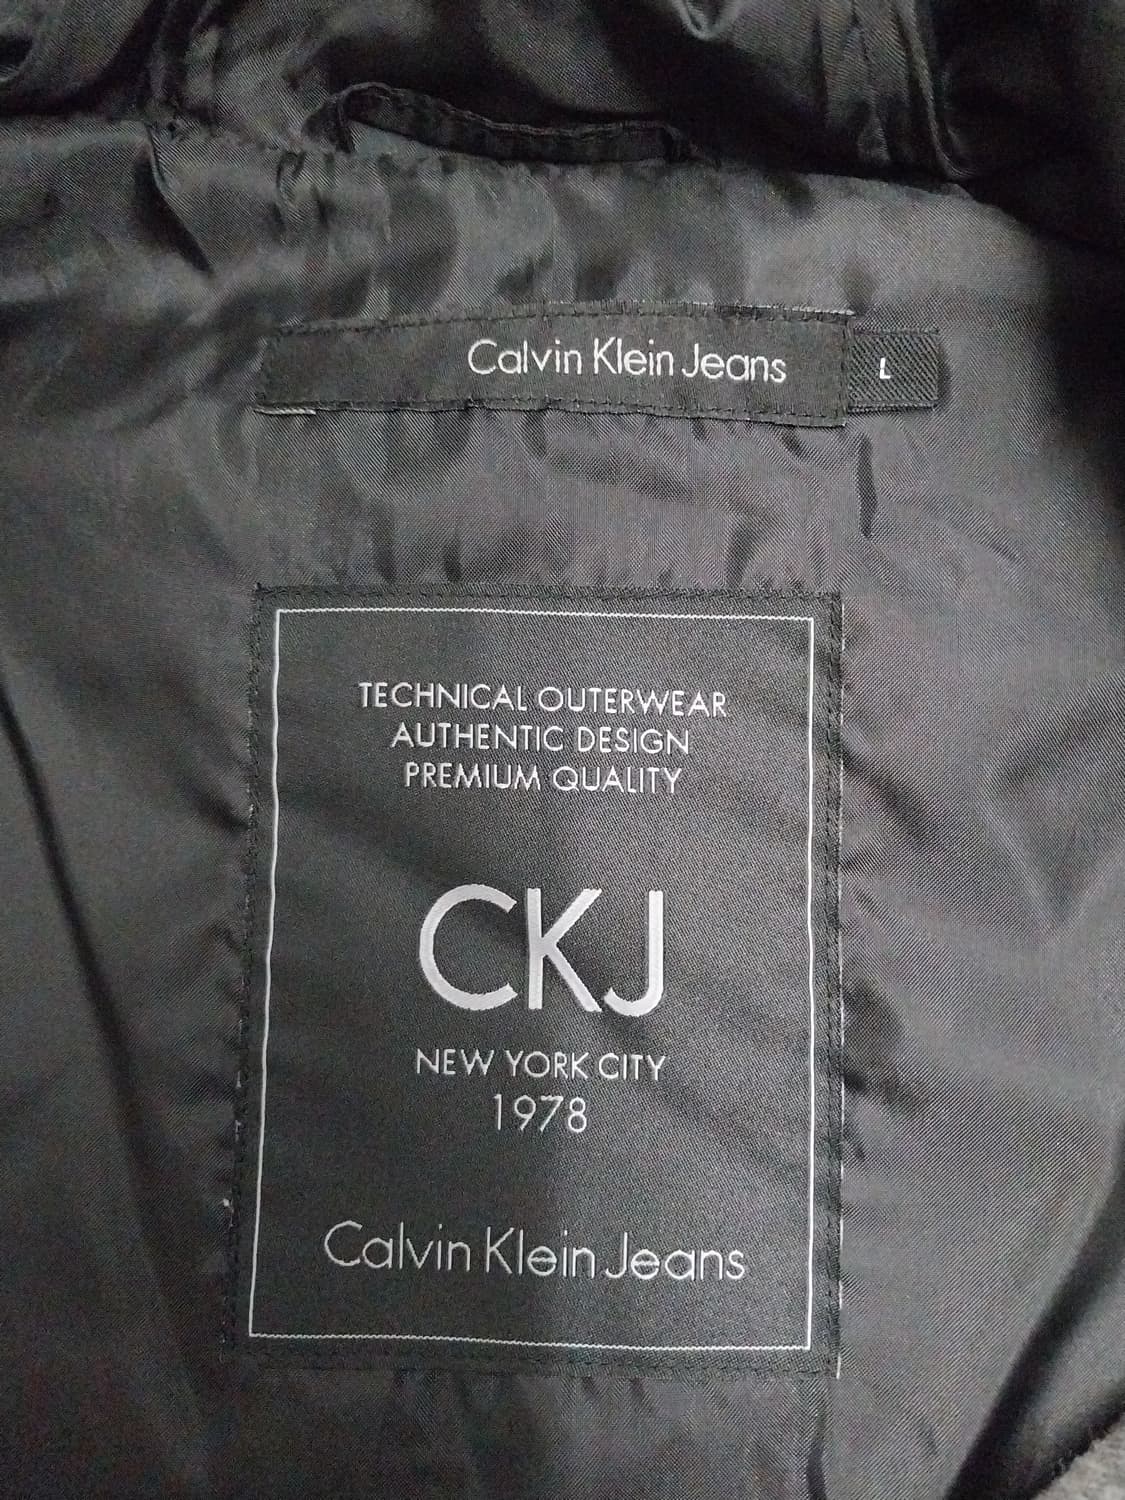 Calvin Klein Jeans
L
TECHNICAL OUTERWEAR
AUTHENTIC DESIGN
PREMIUM QUALITY
CKJ
NEW YORK CITY
1978
Calvin Klein Jeans